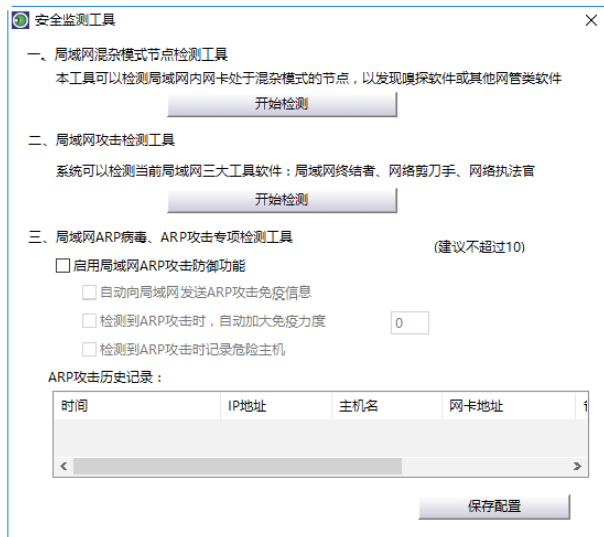 安全监测工具
一、局域网混杂模式节点检测工具
本工具可以检测局域网内网卡处于混杂模式的节点，以发现嗅探软件或其他网管类软件
开始检测
二、局域网攻击检测工具
系统可以检测当前局域网三大工具软件：局域网终结者、网络剪刀手、网络执法官
开始检测
三、局域网ARP病毒、ARP攻击专项检测工具
(建议不超过10)
启用局域网ARP攻击防御功能
自动向局域网发送ARP攻击免疫信息
检测到ARP攻击时，自动加大免疫力度 0
检测到ARP攻击时记录危险主机
ARP攻击历史记录：
时间 IP地址 主机名 网卡地址
保存配置